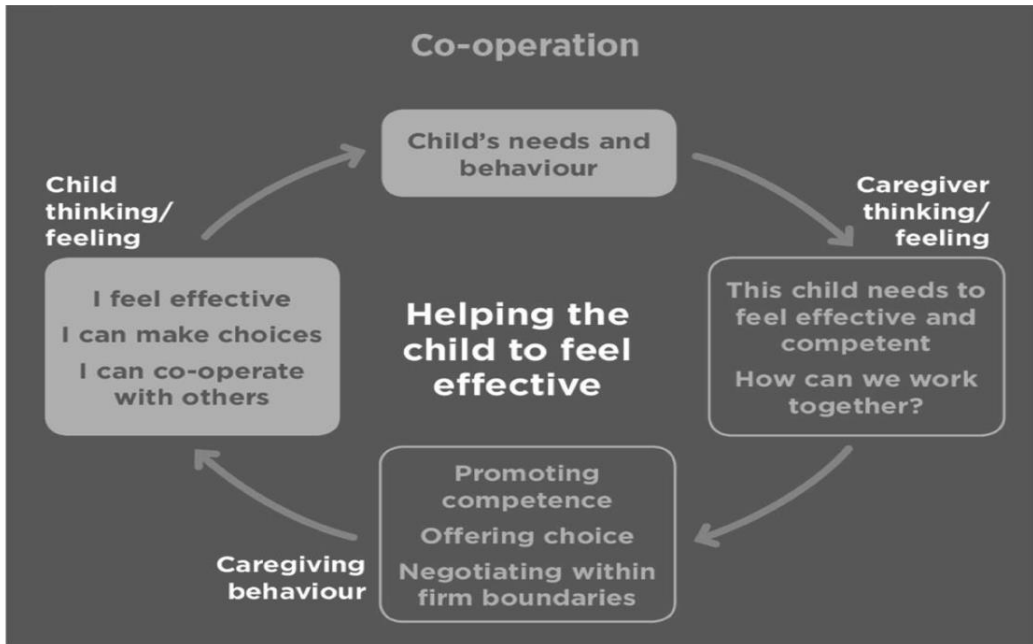 Co-operation
Child's needs and
behaviour
Child
thinking/
feeling
Caregiver
thinking/
feeling
I feel effective
I can make choices
I can co-operate
with others
Helping the
child to feel
effective
This child needs to
feel effective and
competent
How can we work
together?
Promoting
competence
Offering choice
Negotiating within
firm boundaries
Caregiving
behaviour